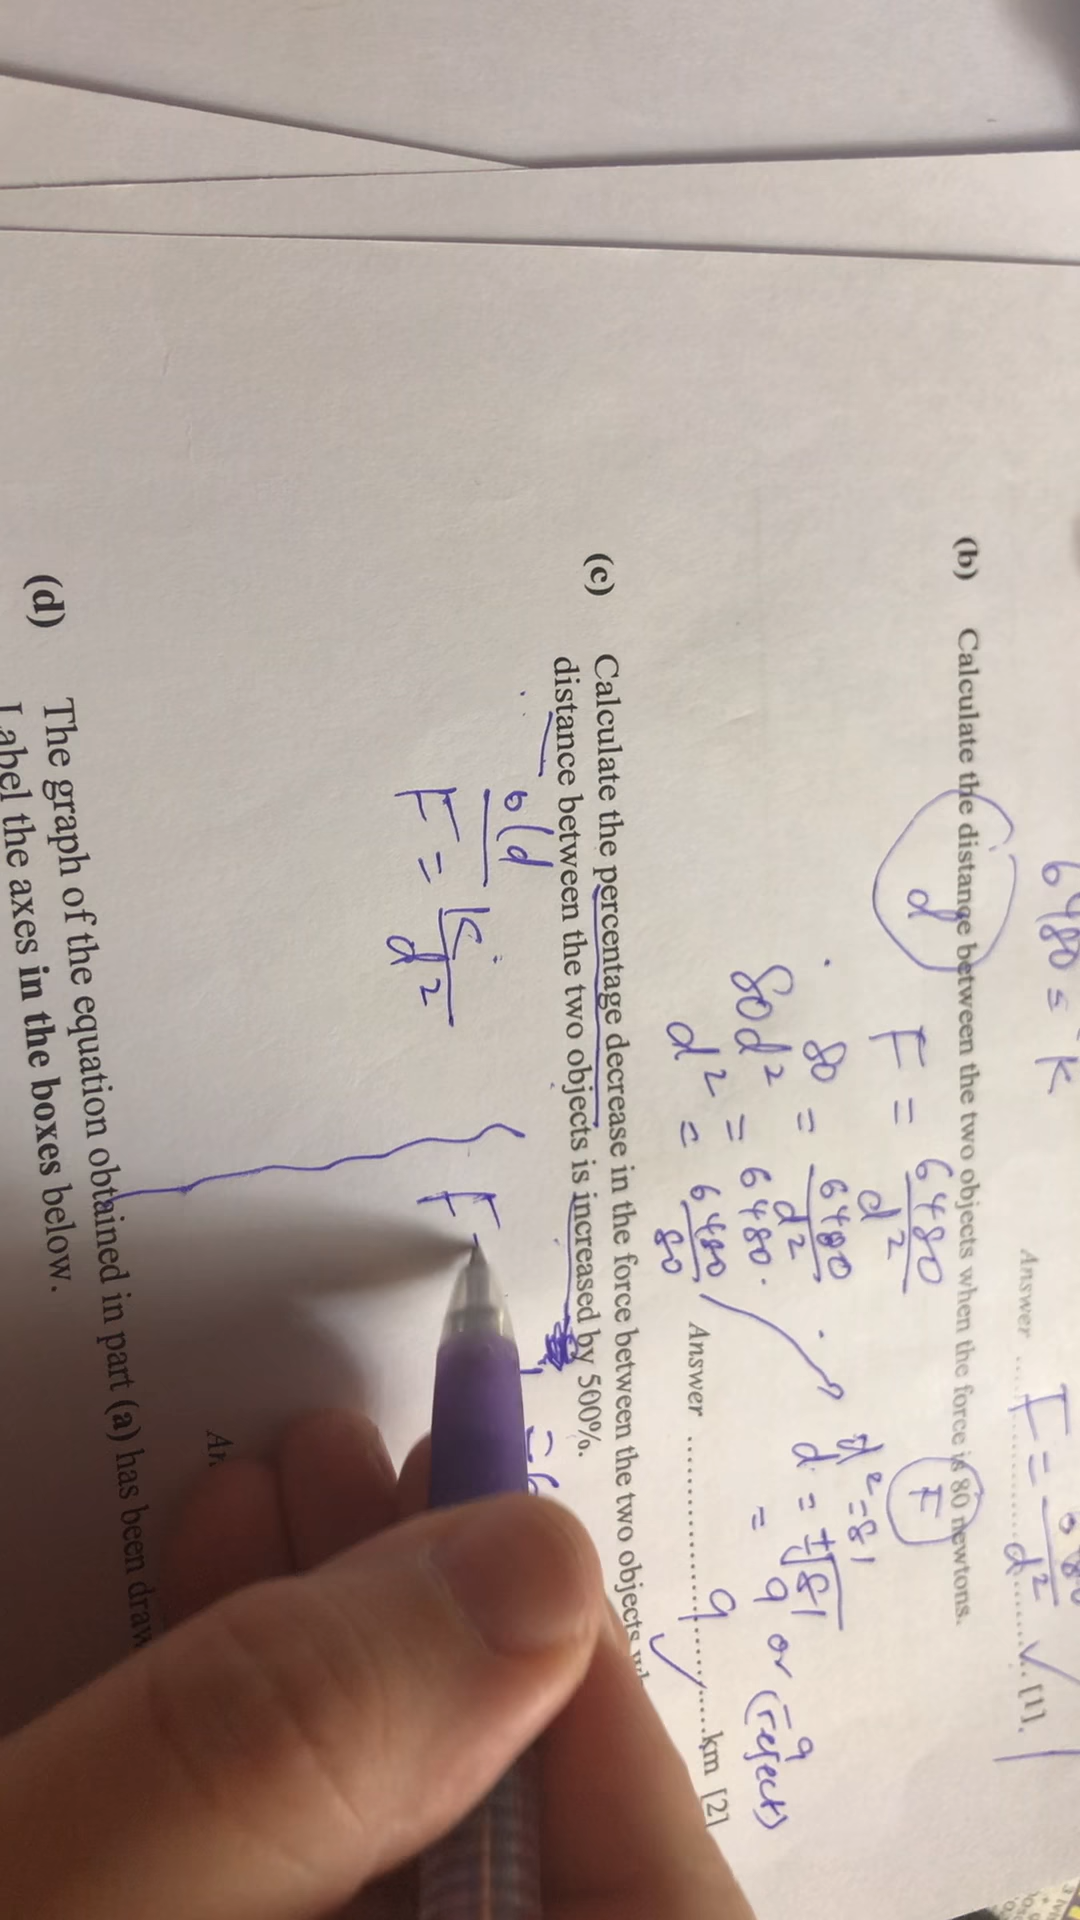 6480 = K
Answer
F =
d²
[1]
(b) Calculate the distance between the two objects when the force is 80 newtons.
d
F
F = 6480
d²
80 = 6480
d²
80d² = 6480
d² = 6480
80
d² = 81
d = ±√81
= 9 or -9
(reject)
Answer 9 km [2]
(c) Calculate the percentage decrease in the force between the two objects
distance between the two objects is increased by 500%.
old
F = K
d²
F
(d) The graph of the equation obtained in part (a) has been
Label the axes in the boxes below.